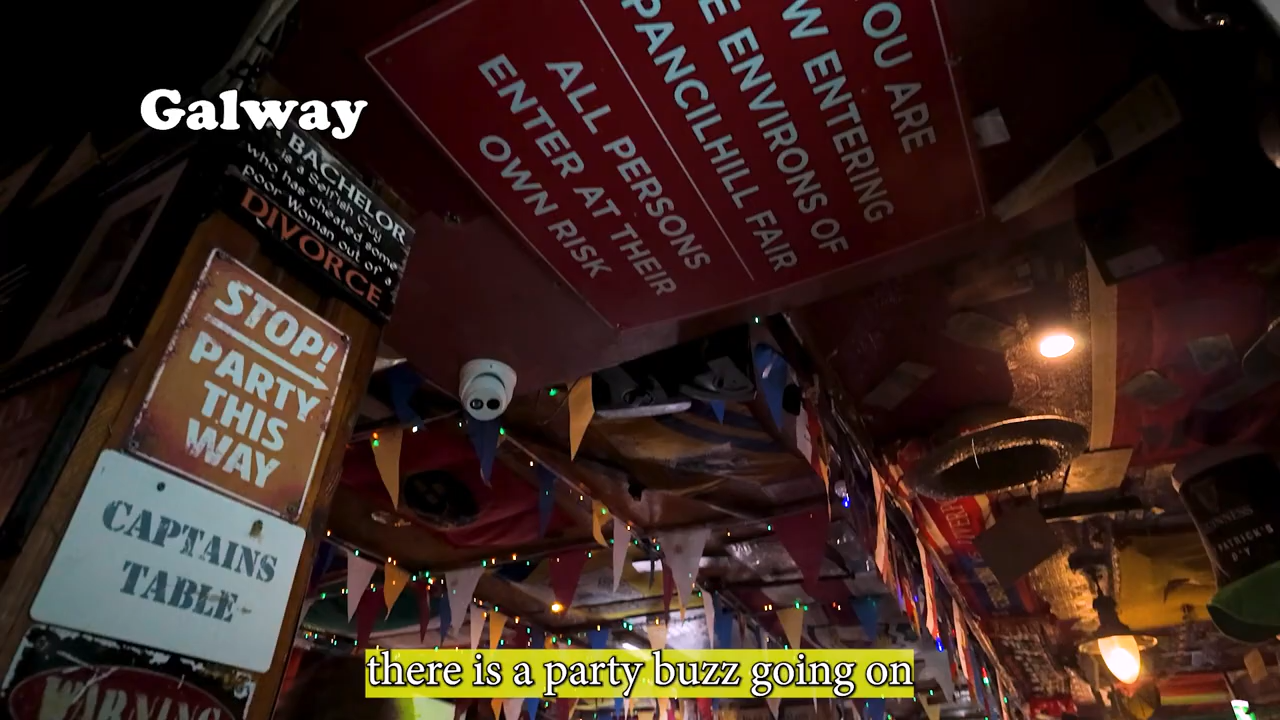 Galway
YOU ARE
NOW ENTERING
THE ENVIRONS OF
SPANCILHILL FAIR
ALL PERSONS
ENTER AT THEIR
OWN RISK
A BACHELOR
is a Selfish Guy
who has cheated some
poor Woman out of a
DIVORCE
STOP!
PARTY
THIS
WAY
CAPTAINS
TABLE
WARNING
GUINNESS
there is a party buzz going on